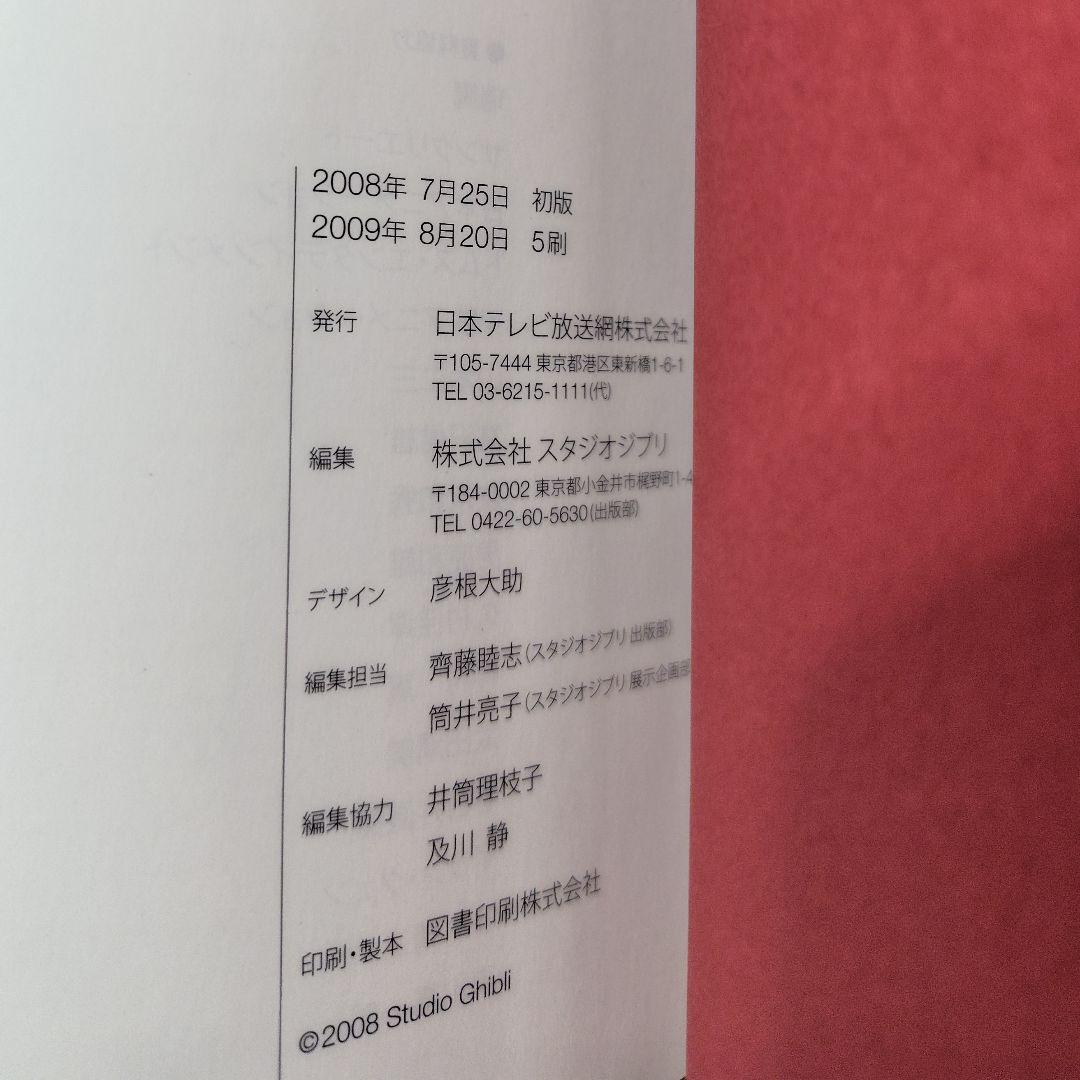 2008年 7月25日 初版
2009年 8月20日 5刷
発行 日本テレビ放送網株式会社
〒105-7444 東京都港区東新橋1-6-1
TEL 03-6215-1111(代)
編集 株式会社 スタジオジブリ
〒184-0002 東京都小金井市梶野町1-4
TEL 0422-60-5630(出版部)
デザイン 彦根大助
編集担当 齊藤睦志(スタジオジブリ 出版部)
筒井亮子(スタジオジブリ 展示企画部
編集協力 井筒理枝子
及川 静
印刷・製本 図書印刷株式会社
©2008 Studio Ghibli